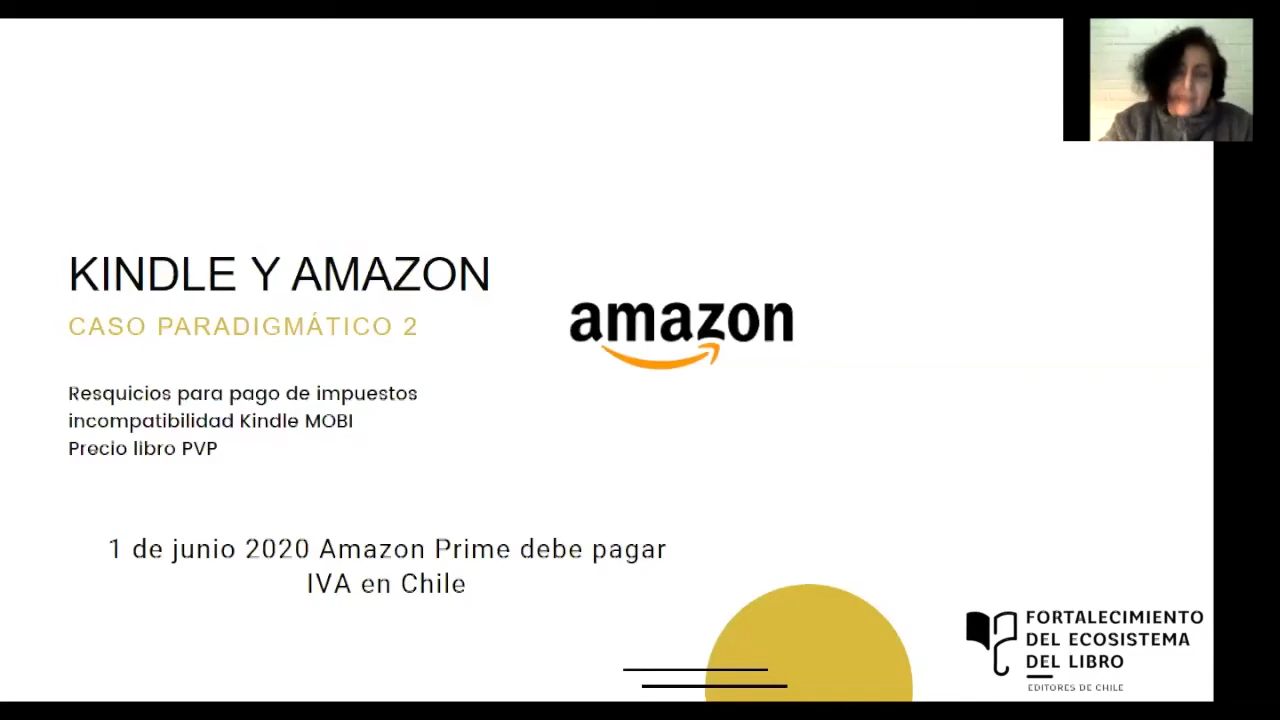 KINDLE Y AMAZON
CASO PARADIGMÁTICO 2
amazon
Resquicios para pago de impuestos
incompatibilidad Kindle MOBI
Precio libro PVP
1 de junio 2020 Amazon Prime debe pagar
IVA en Chile
FORTALECIMIENTO
DEL ECOSISTEMA
DEL LIBRO
EDITORES DE CHILE